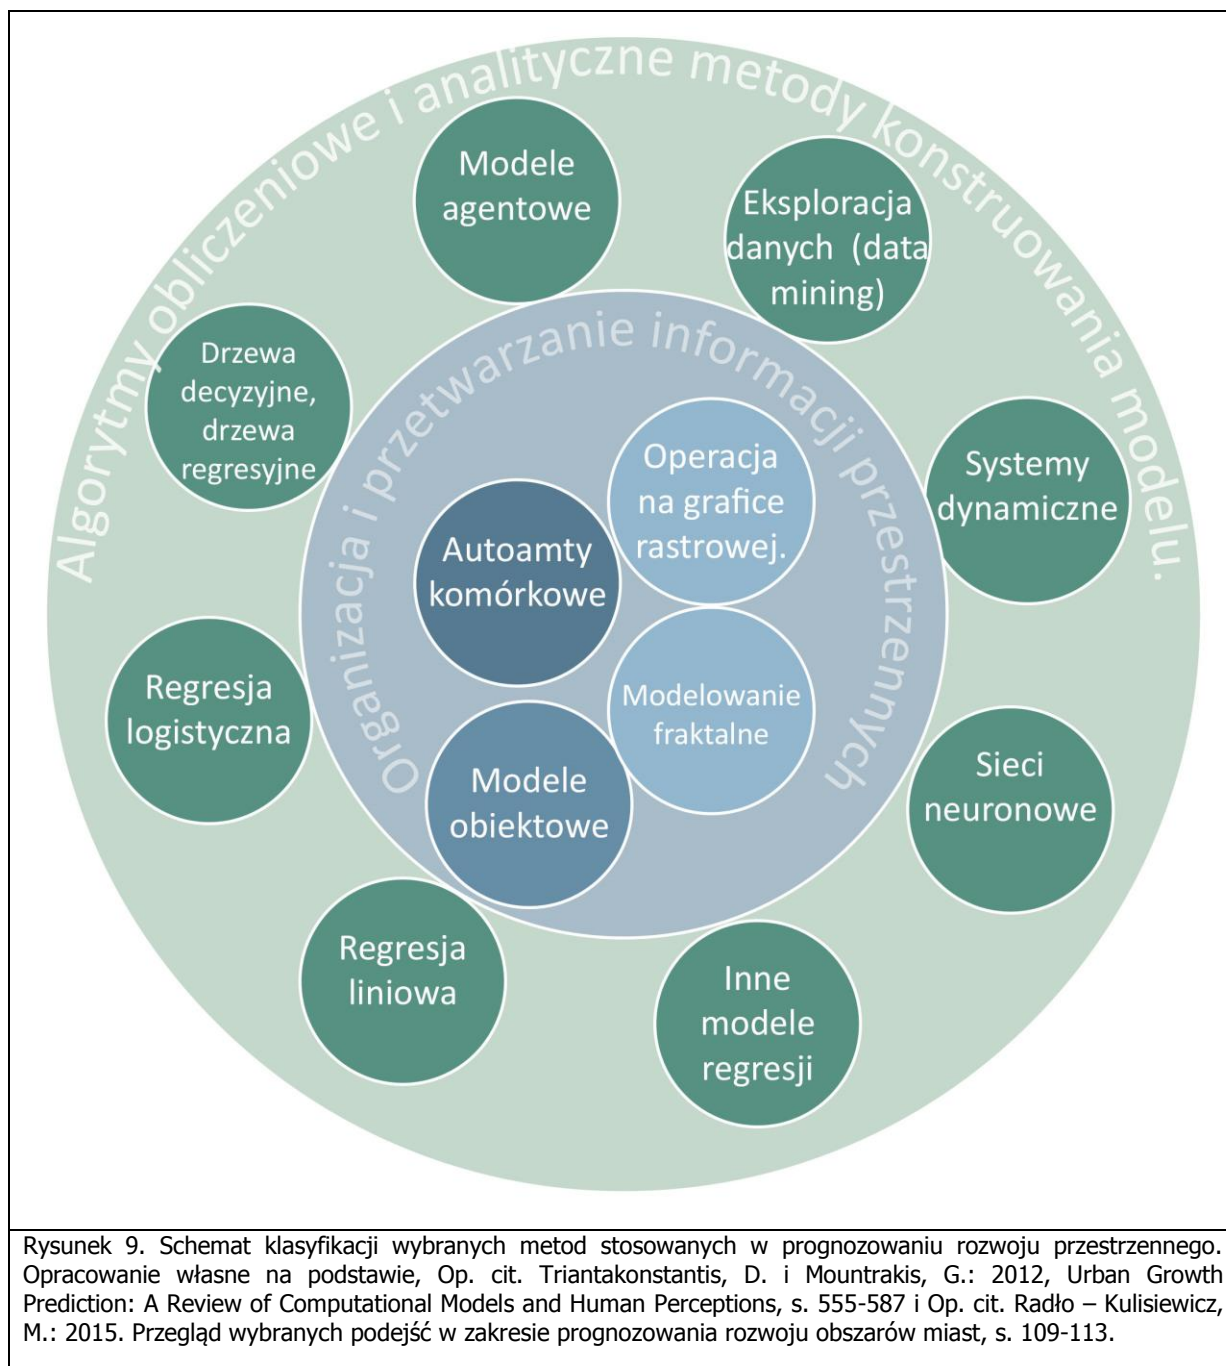 Algorytmy obliczeniowe i analityczne metody konstruowania modelu.
Modele
agentowe
Eksploracja
danych (data
mining)
Drzewa
decyzyjne,
drzewa
regresyjne
Systemy
dynamiczne
Regresja
logistyczna
Sieci
neuronowe
Regresja
liniowa
Inne
modele
regresji
Organizacja i przetwarzanie informacji przestrzennych
Operacja
na grafice
rastrowej.
Autoamty
komórkowe
Modelowanie
fraktalne
Modele
obiektowe
Rysunek 9. Schemat klasyfikacji wybranych metod stosowanych w prognozowaniu rozwoju przestrzennego.
Opracowanie własne na podstawie, Op. cit. Triantakonstantis, D. i Mountrakis, G.: 2012, Urban Growth
Prediction: A Review of Computational Models and Human Perceptions, s. 555-587 i Op. cit. Radło – Kulisiewicz,
M.: 2015. Przegląd wybranych podejść w zakresie prognozowania rozwoju obszarów miast, s. 109-113.